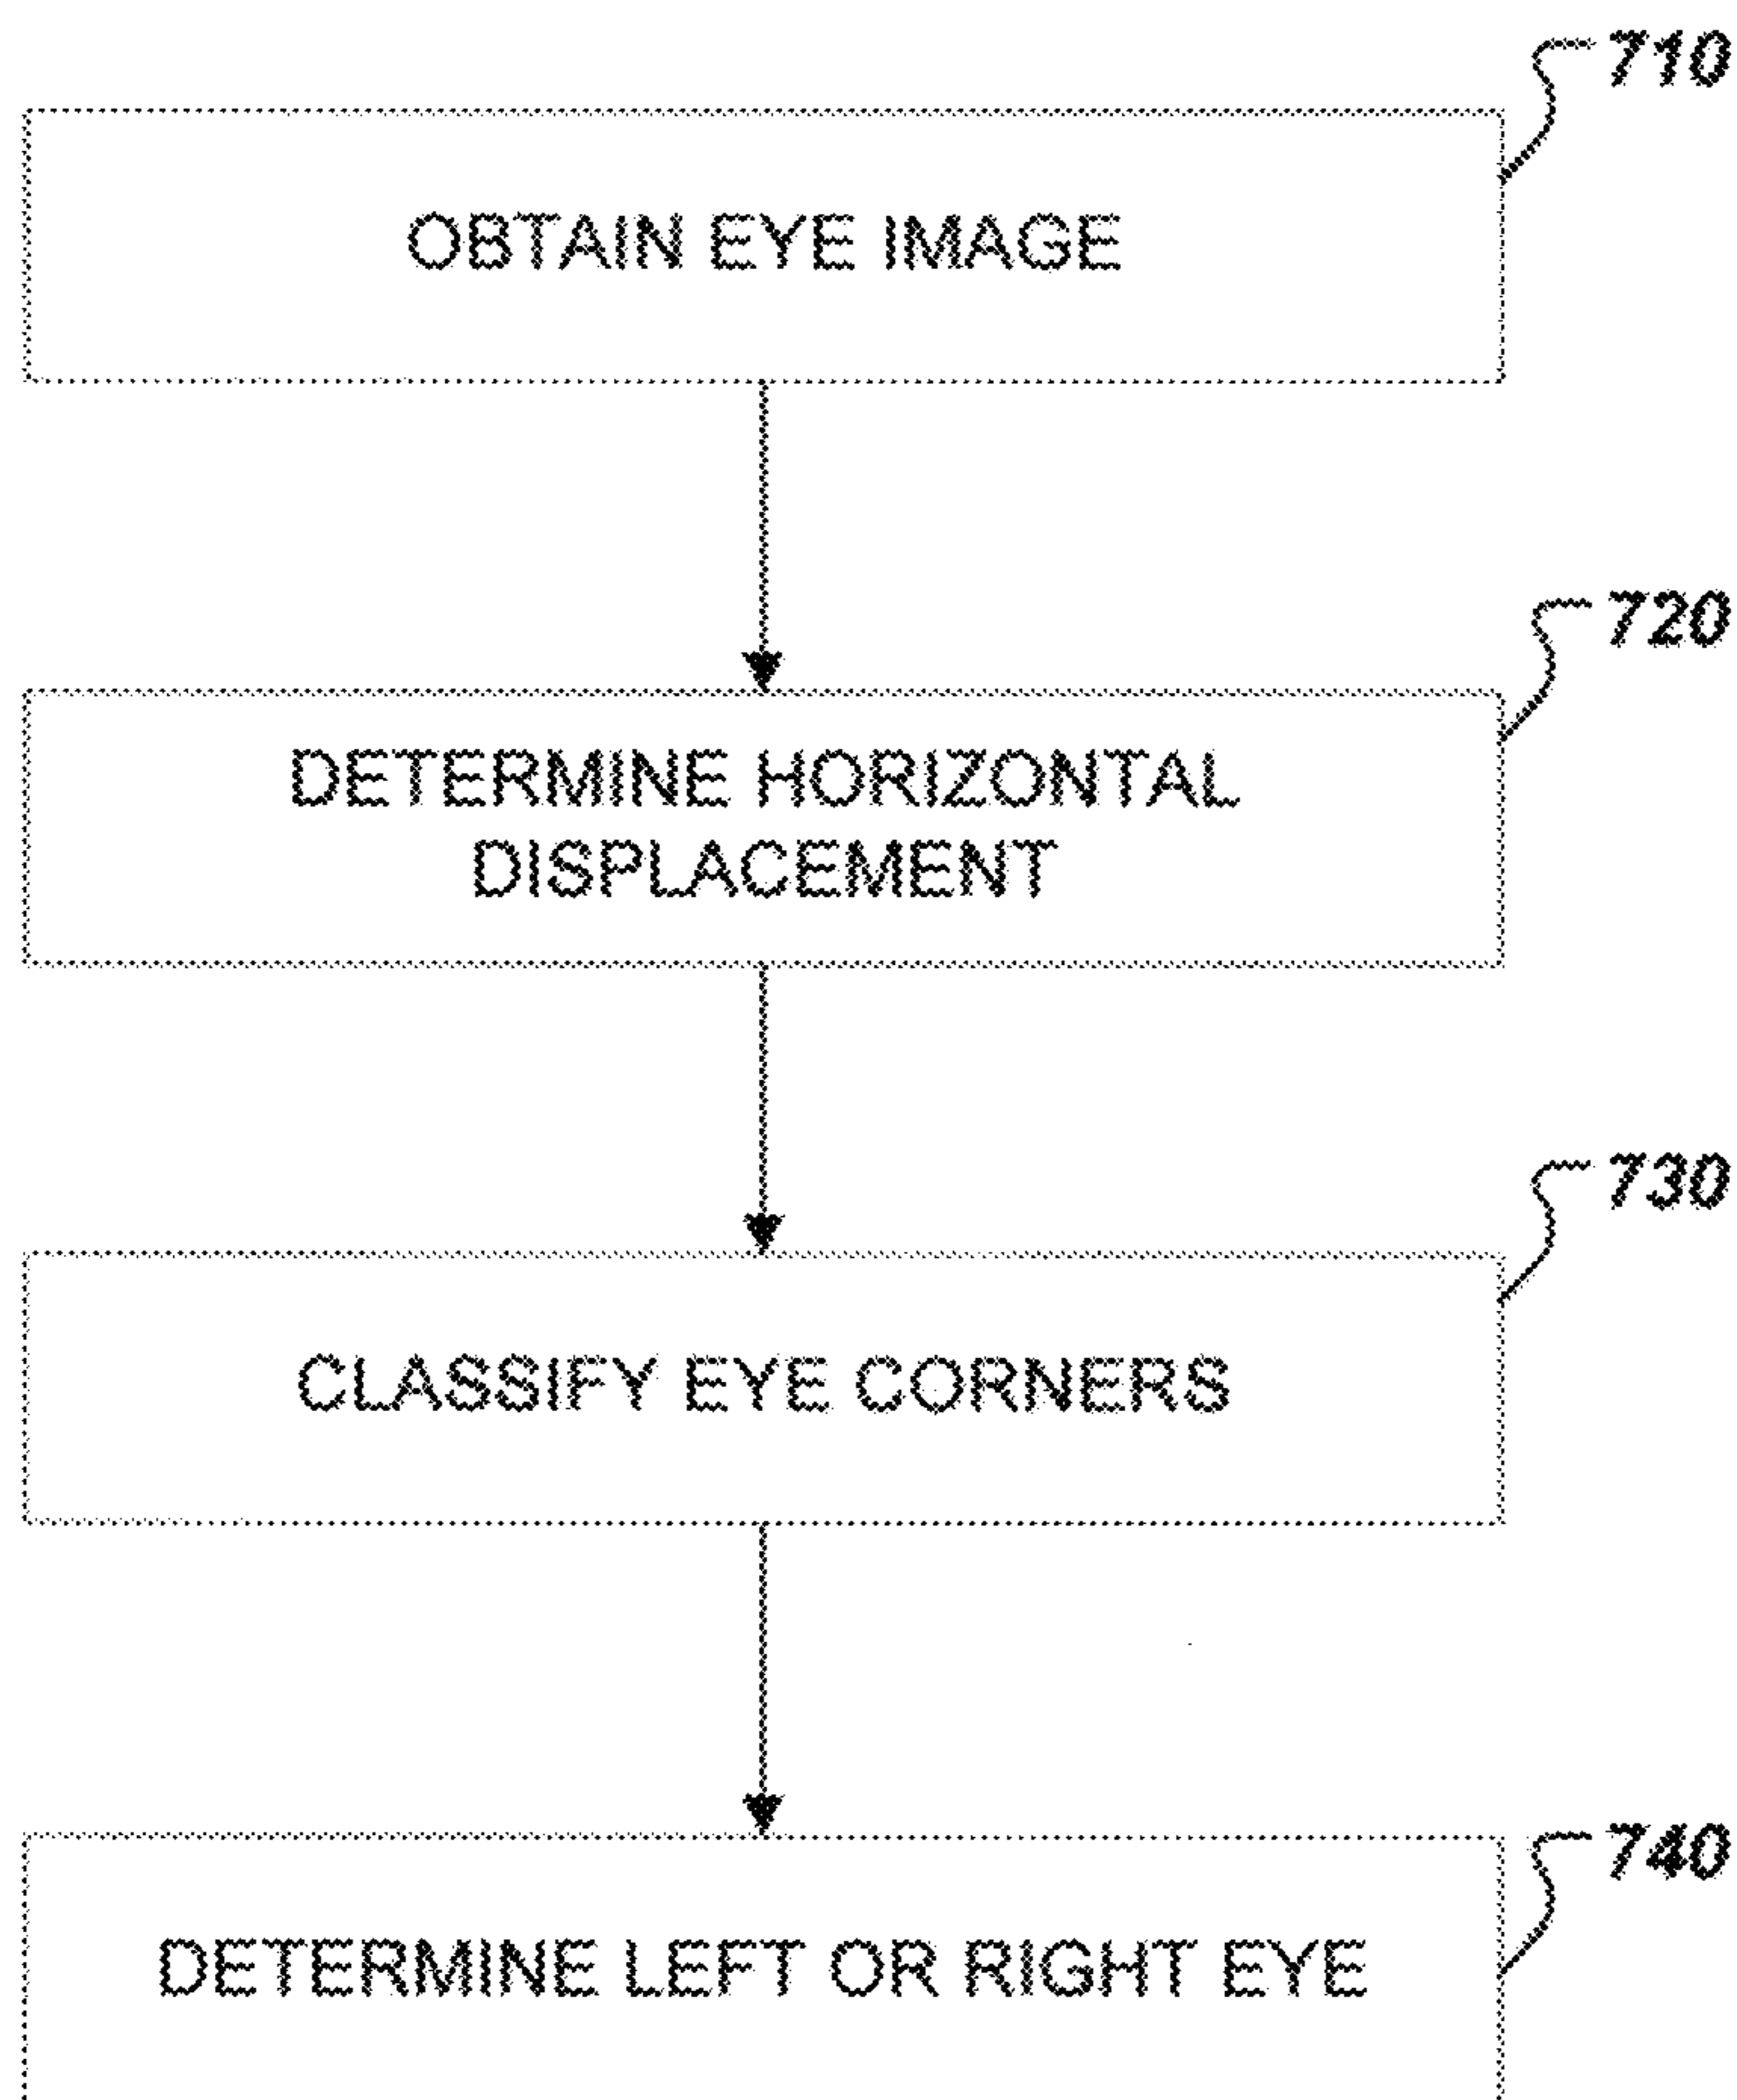 710
OBTAIN EYE IMAGE
720
DETERMINE HORIZONTAL
DISPLACEMENT
730
CLASSIFY EYE CORNERS
740
DETERMINE LEFT OR RIGHT EYE